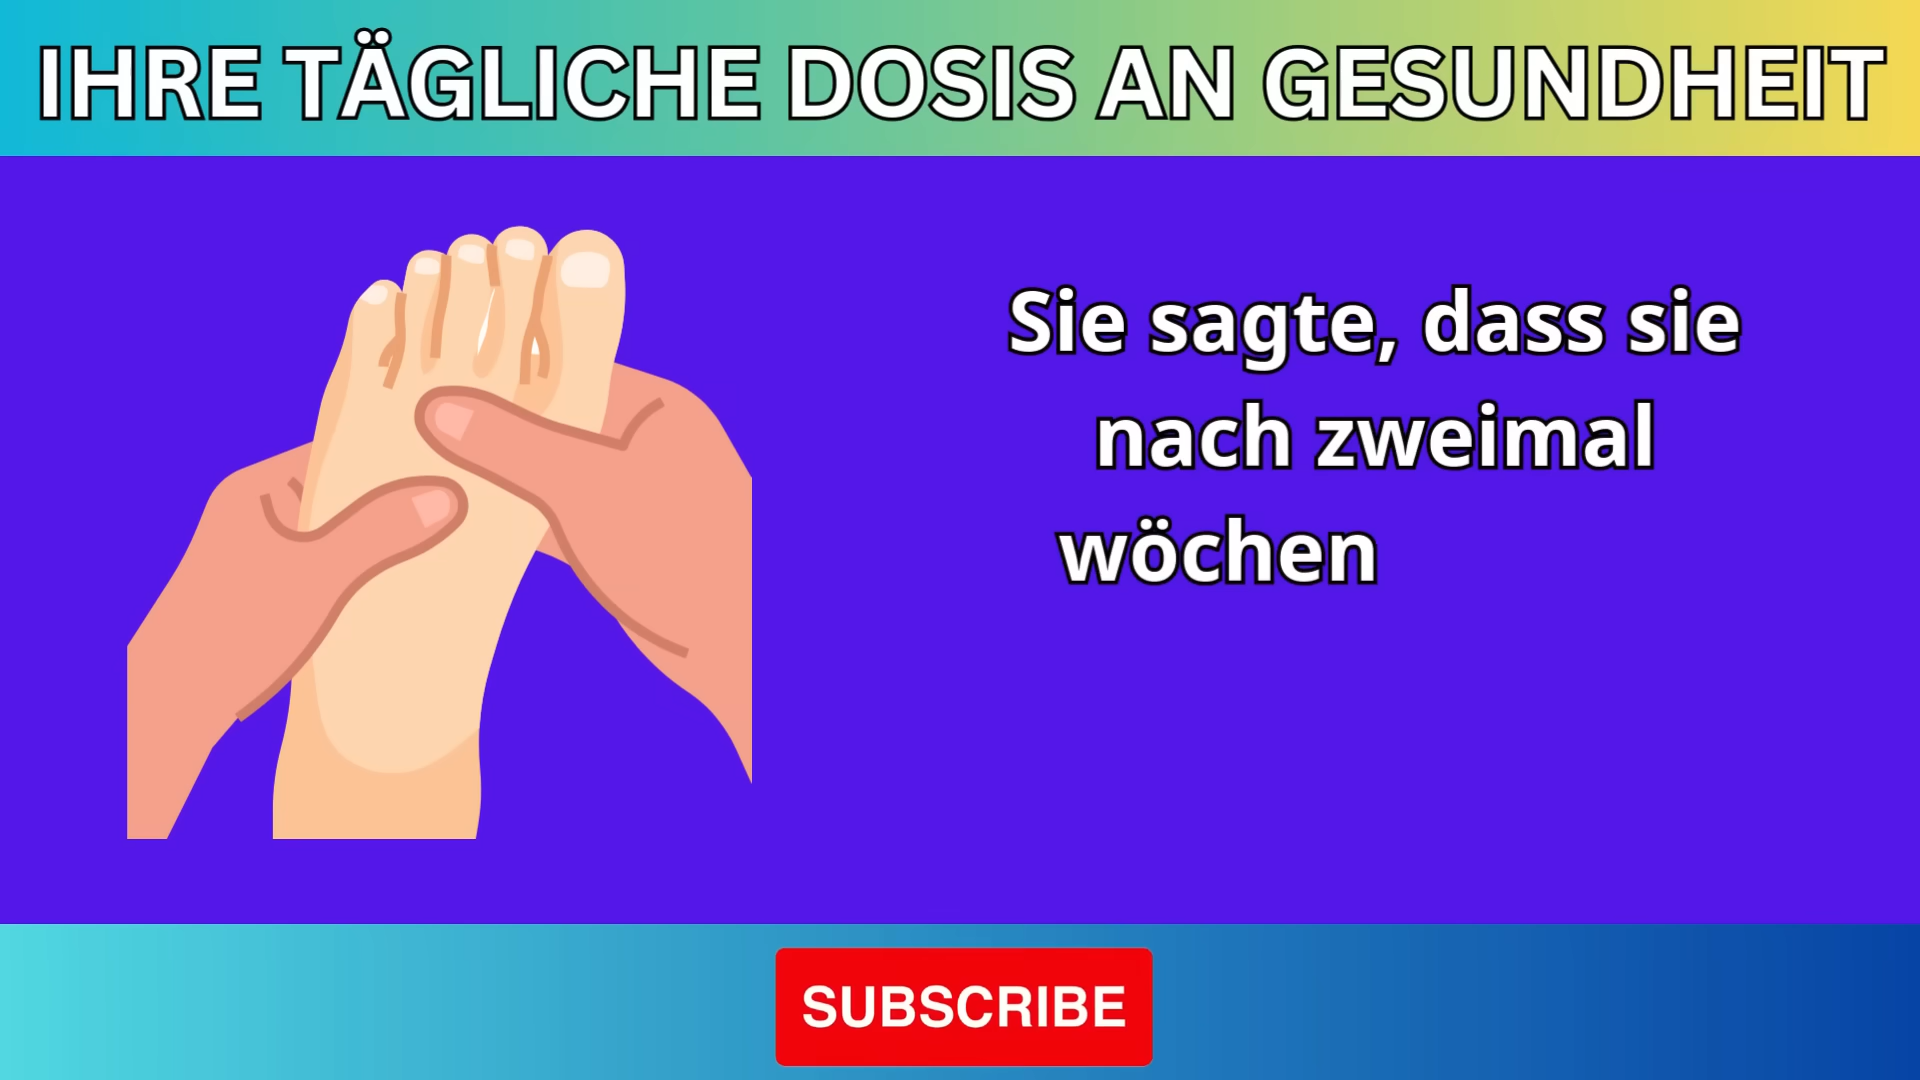 IHRE TÄGLICHE DOSIS AN GESUNDHEIT
Sie sagte, dass sie
nach zweimal
wöchen
SUBSCRIBE